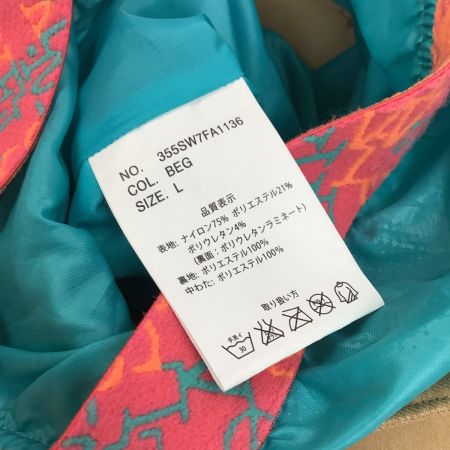 NO. 355SW7FA1136
COL. BEG
SIZE. L
品質表示
表地: ナイロン75% ポリエステル21%
ポリウレタン4%
(裏面：ポリウレタンラミネート)
裏地: ポリエステル100%
中わた: ポリエステル100%
取り扱い方
手洗イ
30